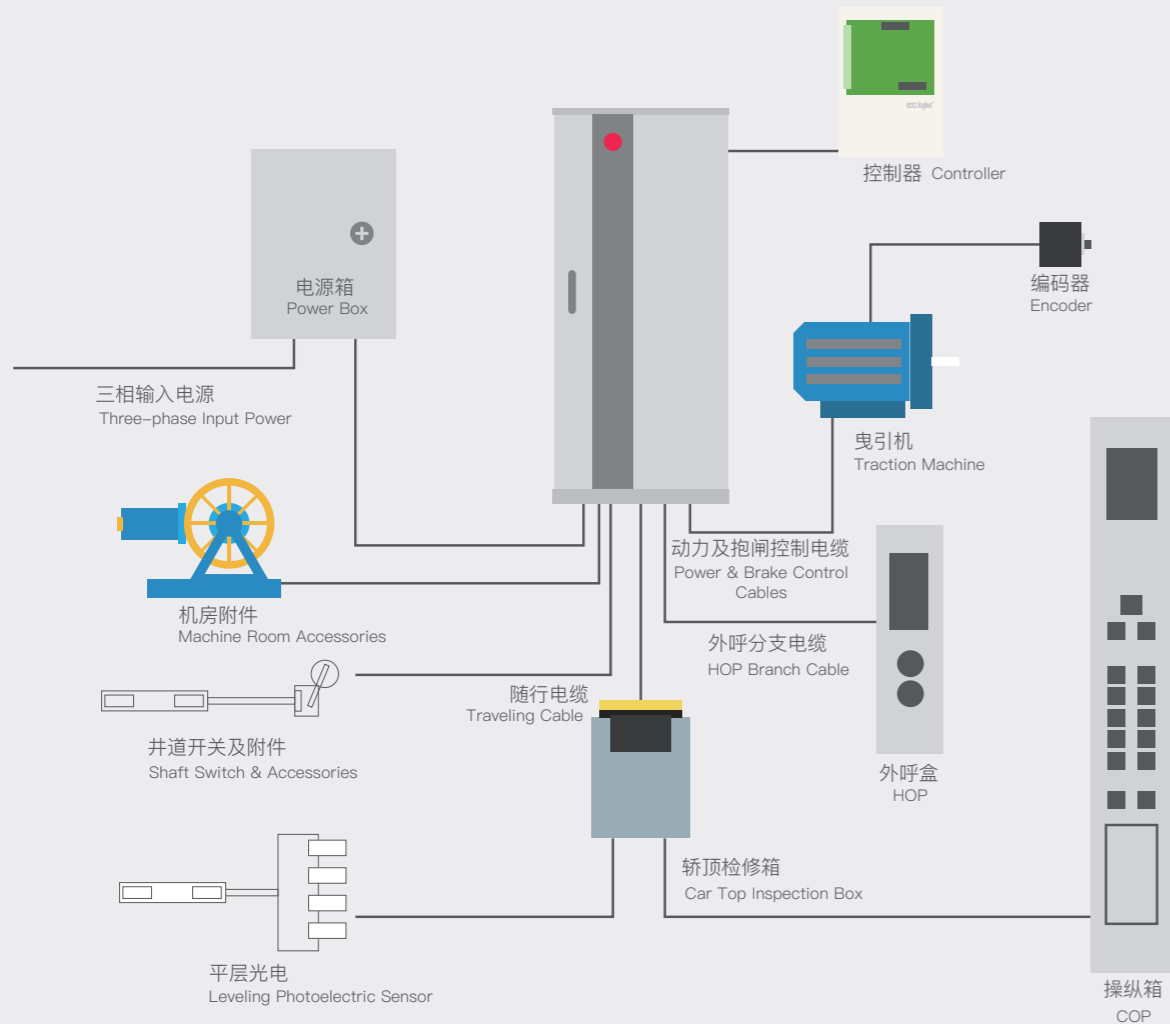 控制器 Controller
编码器
Encoder
电源箱
Power Box
三相输入电源
Three-phase Input Power
曳引机
Traction Machine
动力及抱闸控制电缆
Power & Brake Control
Cables
机房附件
Machine Room Accessories
外呼分支电缆
HOP Branch Cable
随行电缆
Traveling Cable
井道开关及附件
Shaft Switch & Accessories
外呼盒
HOP
轿顶检修箱
Car Top Inspection Box
平层光电
Leveling Photoelectric Sensor
操纵箱
COP